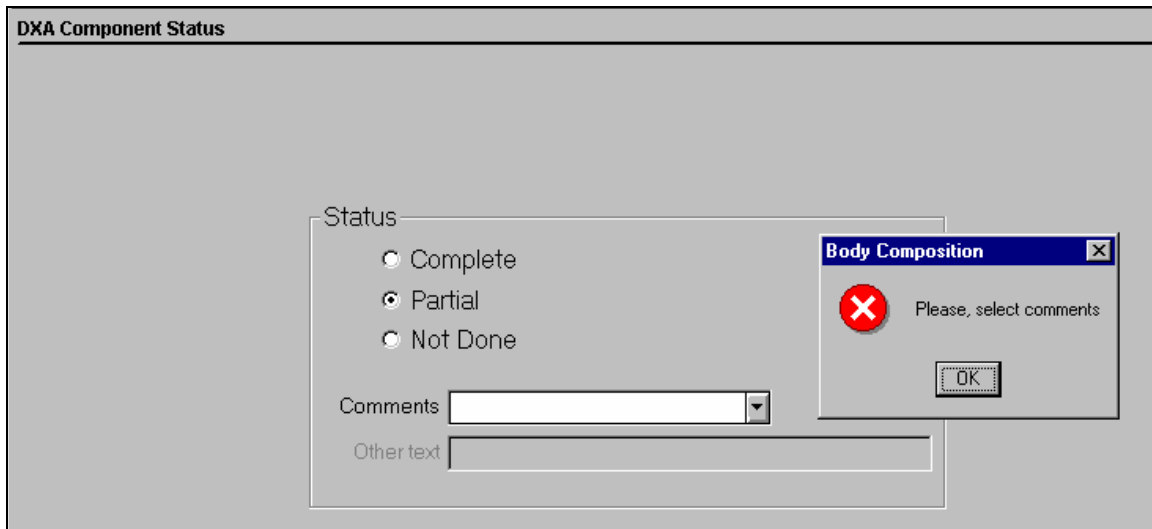 DXA Component Status
Status
Complete
Partial
Not Done
Comments
Other text
Body Composition
Please, select comments
OK